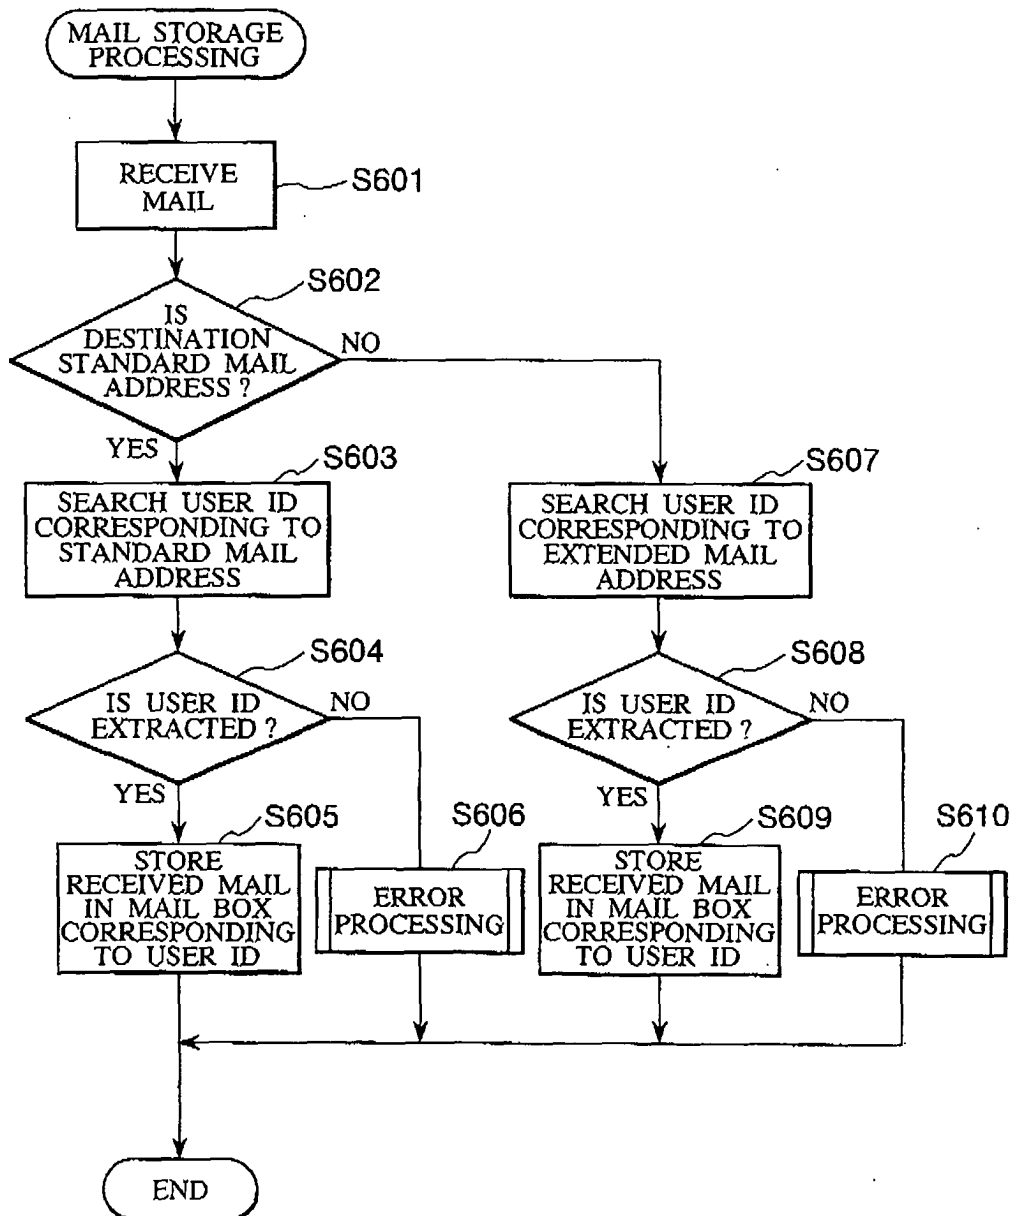 MAIL STORAGE
PROCESSING
RECEIVE
MAIL
S601
S602
IS
DESTINATION
STANDARD MAIL
ADDRESS ?
NO
YES
S603
SEARCH USER ID
CORRESPONDING TO
STANDARD MAIL
ADDRESS
S607
SEARCH USER ID
CORRESPONDING TO
EXTENDED MAIL
ADDRESS
S604
IS USER ID
EXTRACTED ?
NO
YES
S608
IS USER ID
EXTRACTED ?
NO
YES
S605
STORE
RECEIVED MAIL
IN MAIL BOX
CORRESPONDING
TO USER ID
S606
ERROR
PROCESSING
S609
STORE
RECEIVED MAIL
IN MAIL BOX
CORRESPONDING
TO USER ID
S610
ERROR
PROCESSING
END